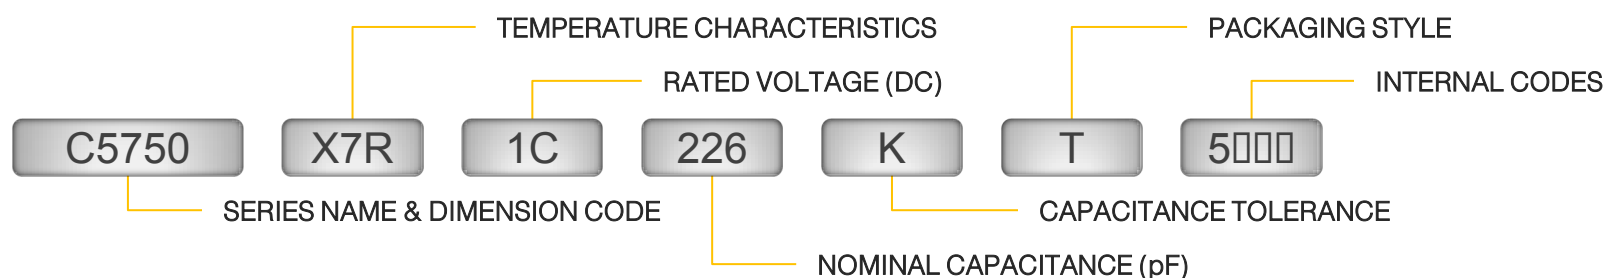 TEMPERATURE CHARACTERISTICS
PACKAGING STYLE
RATED VOLTAGE (DC)
INTERNAL CODES
C5750 X7R 1C 226 K T 5▯▯▯
SERIES NAME & DIMENSION CODE
CAPACITANCE TOLERANCE
NOMINAL CAPACITANCE (pF)